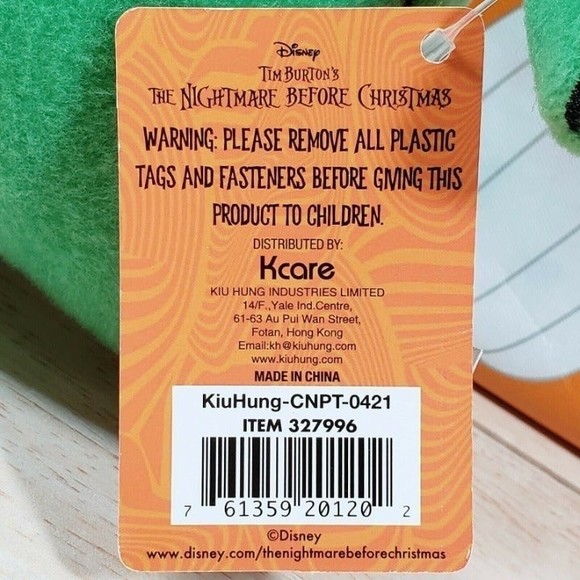 Disney
TIM BURTON'S
THE NIGHTMARE BEFORE CHRISTMAS
WARNING: PLEASE REMOVE ALL PLASTIC
TAGS AND FASTENERS BEFORE GIVING THIS
PRODUCT TO CHILDREN.
DISTRIBUTED BY:
Kcare
KIU HUNG INDUSTRIES LIMITED
14/F.,Yale Ind.Centre,
61-63 Au Pui Wan Street,
Fotan, Hong Kong
Email:kh@kiuhung.com
www.kiuhung.com
MADE IN CHINA
KiuHung-CNPT-0421
ITEM 327996
7 61359 20120 2
©Disney
www.disney.com/thenightmarebeforechristmas